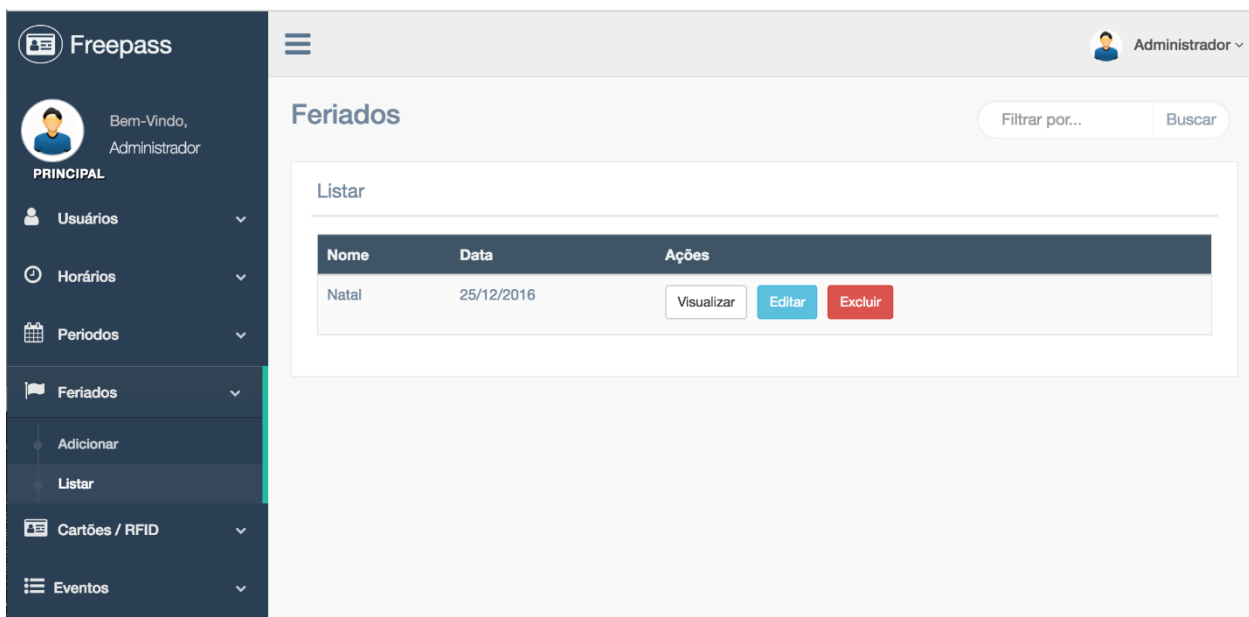 Freepass
Administrador
Bem-Vindo,
Administrador
PRINCIPAL
Usuários
Horários
Periodos
Feriados
Adicionar
Listar
Cartões / RFID
Eventos
Feriados
Filtrar por... Buscar
Listar
Nome Data Ações
Natal 25/12/2016 Visualizar Editar Excluir